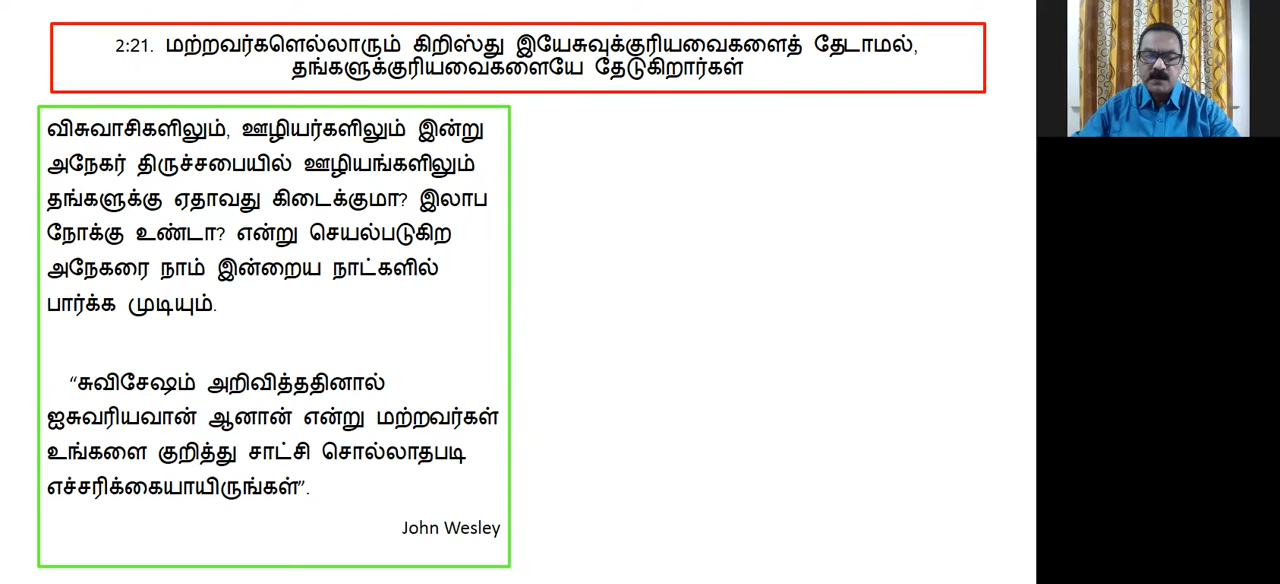 2:21. மற்றவர்களெல்லாரும் கிறிஸ்து இயேசுவுக்குரியவைகளைத் தேடாமல்,
தங்களுக்குரியவைகளையே தேடுகிறார்கள்
விசுவாசிகளிலும், ஊழியர்களிலும் இன்று
அநேகர் திருச்சபையில் ஊழியங்களிலும்
தங்களுக்கு ஏதாவது கிடைக்குமா? இலாப
நோக்கு உண்டா? என்று செயல்படுகிற
அநேகரை நாம் இன்றைய நாட்களில்
பார்க்க முடியும்.
“சுவிசேஷம் அறிவித்ததினால்
ஐசுவரியவான் ஆனான் என்று மற்றவர்கள்
உங்களை குறித்து சாட்சி சொல்லாதபடி
எச்சரிக்கையாயிருங்கள்”.
John Wesley